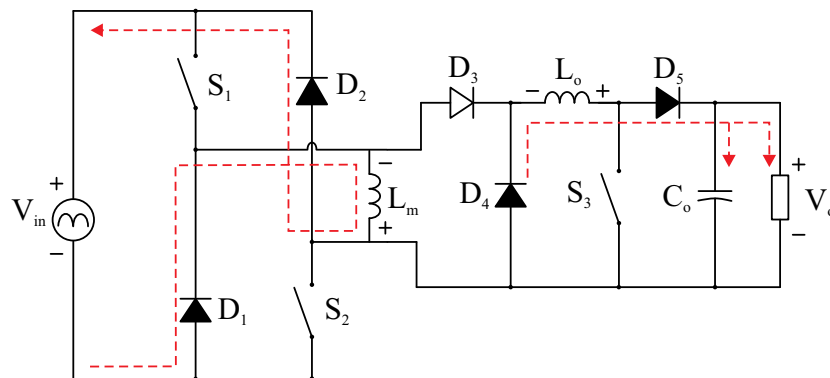 S₁
D₂
D₃
Lₒ
D₅
− +
+
Vᵢₙ
−
−
Lₘ
+
D₄
S₃
Cₒ
+
V
−
D₁
S₂